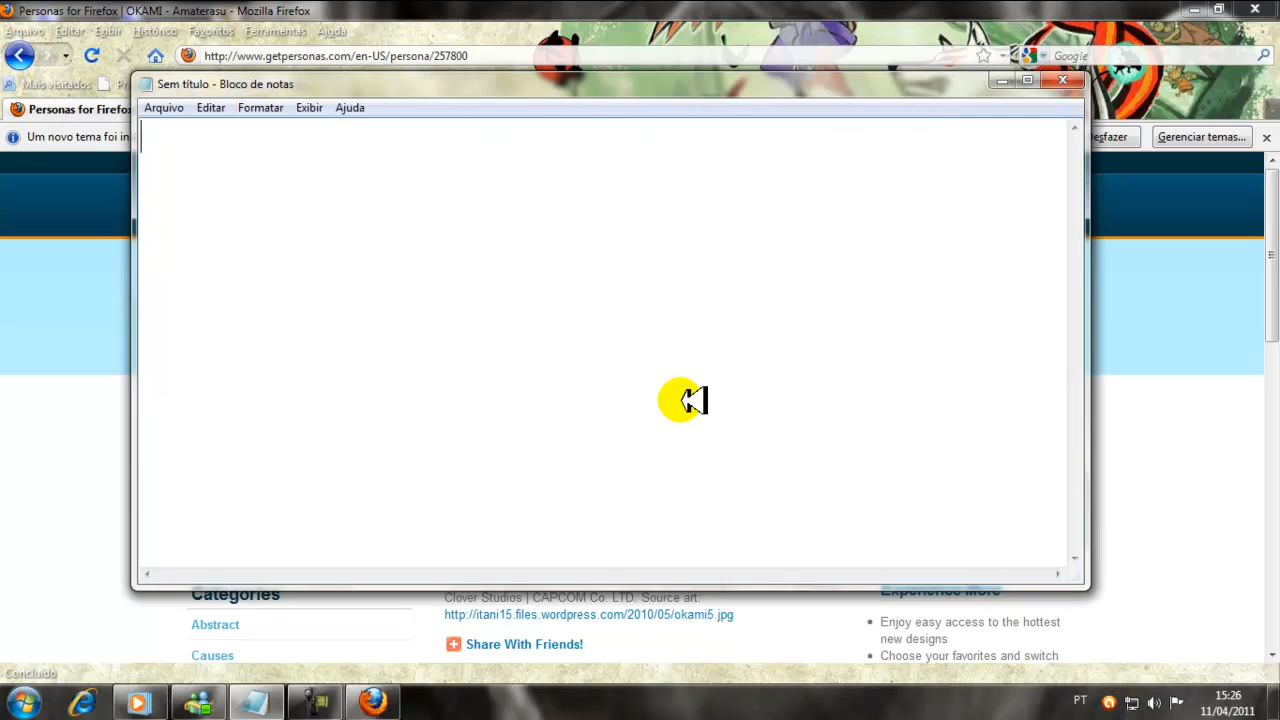 Personas for Firefox | OKAMI - Amaterasu - Mozilla Firefox
Arquivo Editar Exibir Histórico Favoritos Ferramentas Ajuda
http://www.getpersonas.com/en-US/persona/257800
Google
Mais visitados
Sem título - Bloco de notas
Personas for Firefox
Arquivo Editar Formatar Exibir Ajuda
Um novo tema foi in
esfazer
Gerenciar temas...
Categories
Abstract
Causes
Clover Studios | CAPCOM Co. LTD. Source art:
http://itani15.files.wordpress.com/2010/05/okami5.jpg
Share With Friends!
Experience More
Enjoy easy access to the hottest
new designs
Choose your favorites and switch
Concluído
PT
15:26
11/04/2011